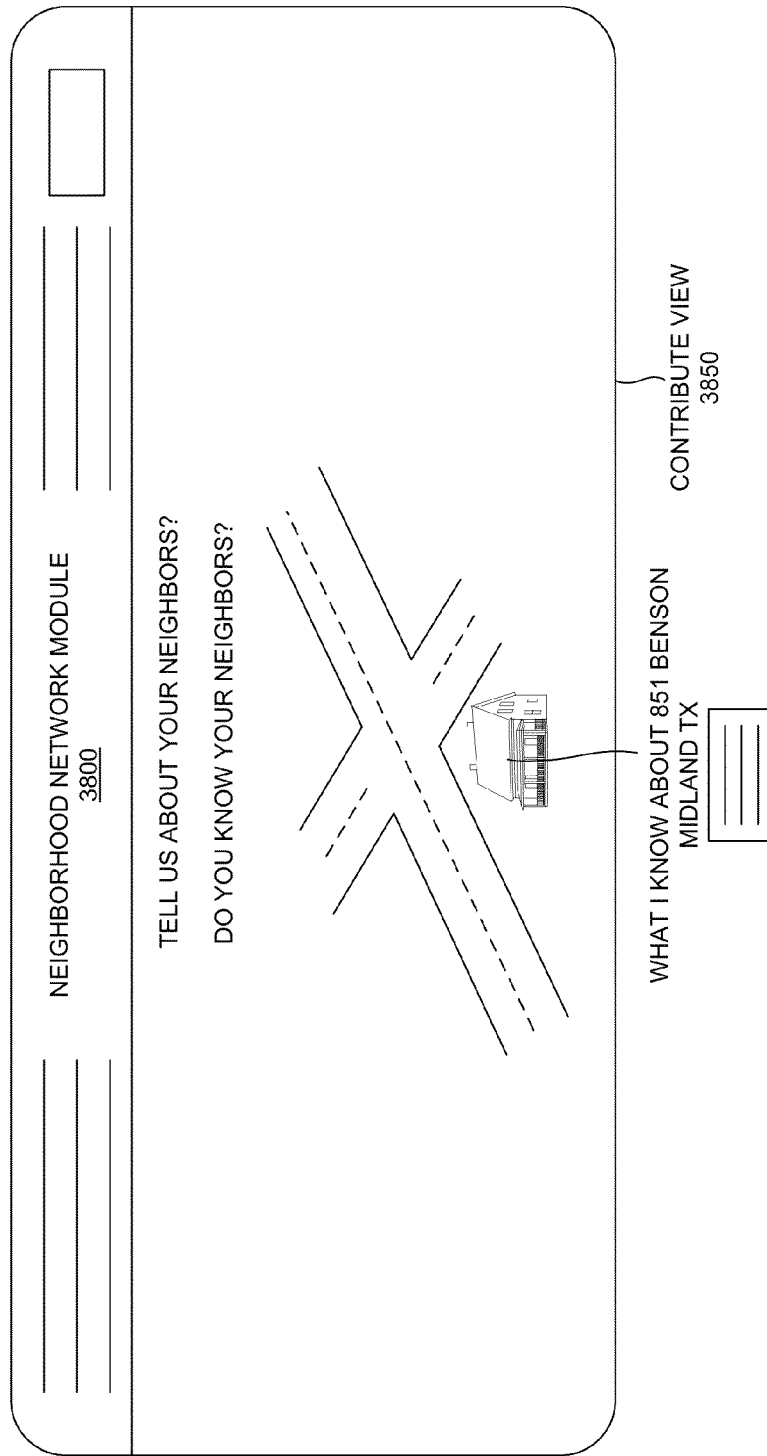 NEIGHBORHOOD NETWORK MODULE
3800
TELL US ABOUT YOUR NEIGHBORS?
DO YOU KNOW YOUR NEIGHBORS?
WHAT I KNOW ABOUT 851 BENSON
MIDLAND TX
CONTRIBUTE VIEW
3850